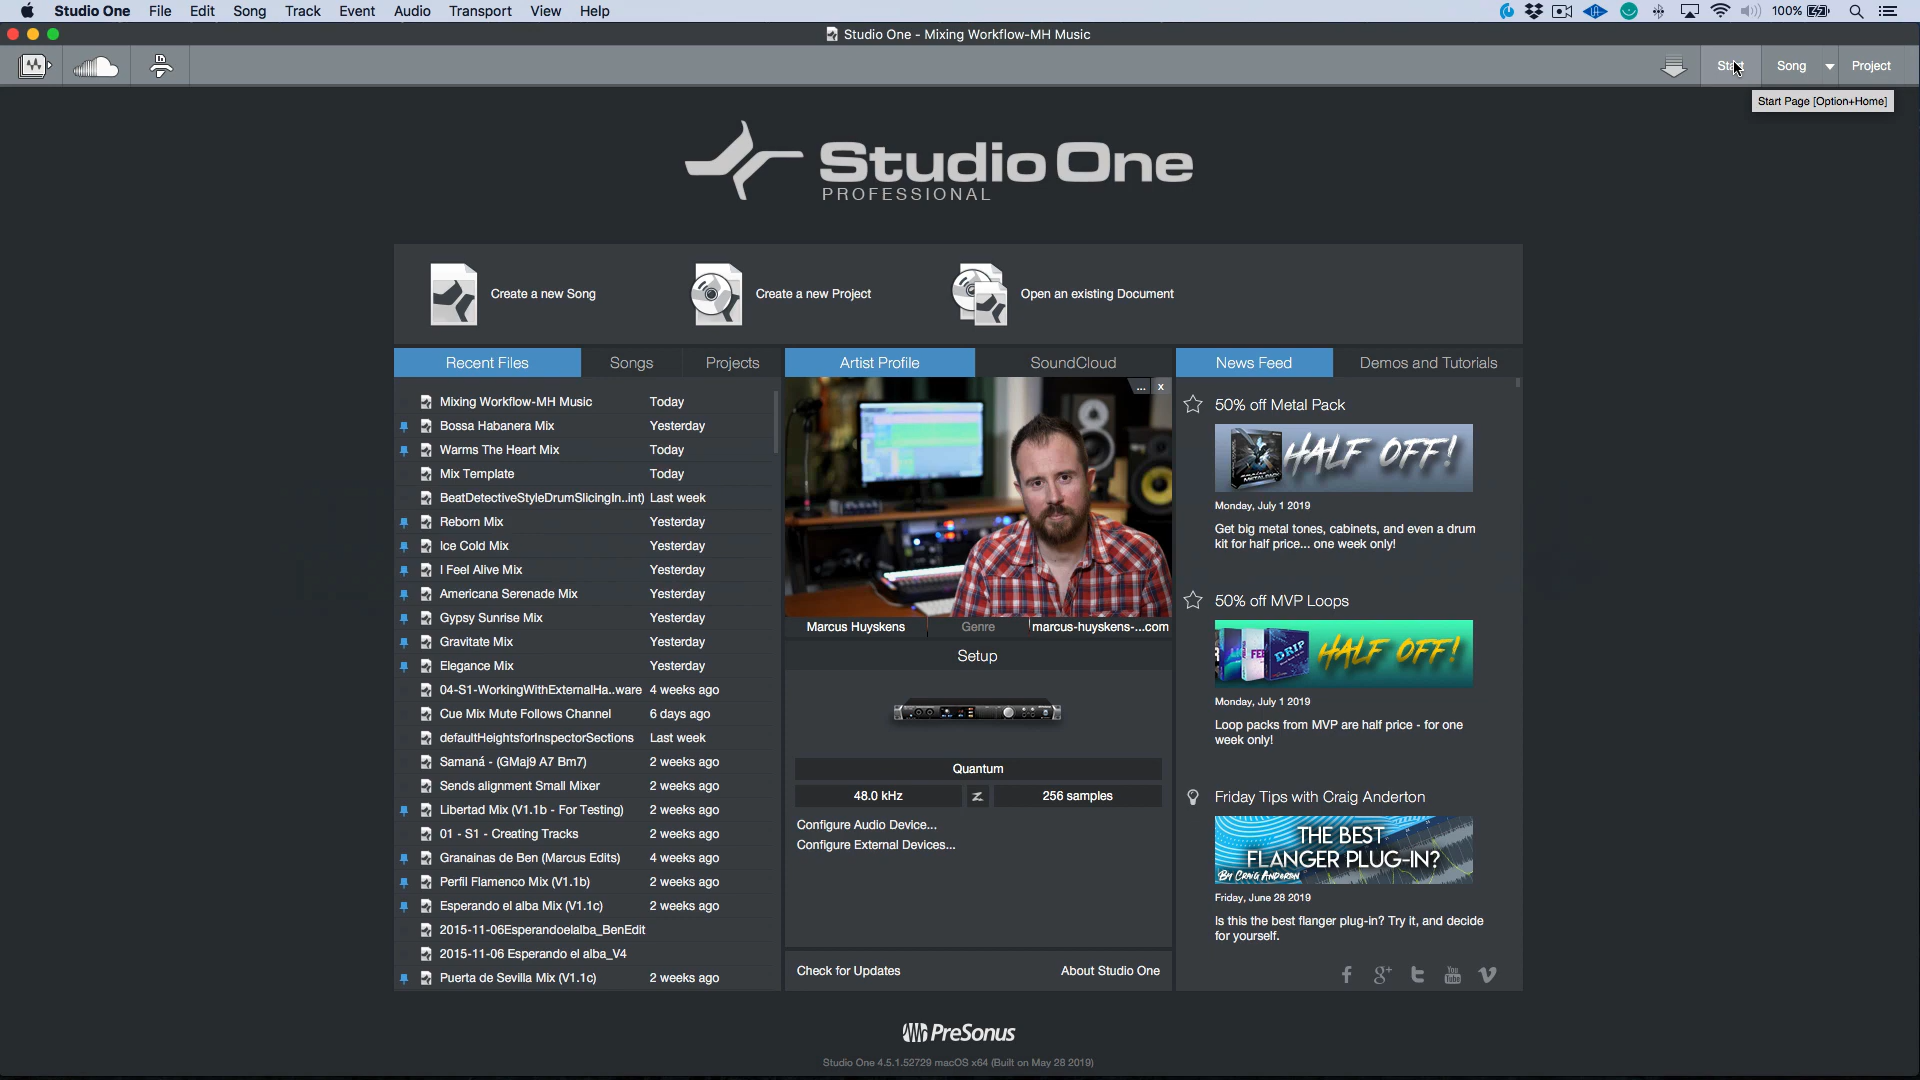 Studio One File Edit Song Track Event Audio Transport View Help
100%
Studio One - Mixing Workflow-MH Music
Start Song Project
Start Page [Option+Home]
Studio One
PROFESSIONAL
Create a new Song
Create a new Project
Open an existing Document
Recent Files Songs Projects
Mixing Workflow-MH Music Today
Bossa Habanera Mix Yesterday
Warms The Heart Mix Today
Mix Template Today
BeatDetectiveStyleDrumSlicingIn..int) Last week
Reborn Mix Yesterday
Ice Cold Mix Yesterday
I Feel Alive Mix Yesterday
Americana Serenade Mix Yesterday
Gypsy Sunrise Mix Yesterday
Gravitate Mix Yesterday
Elegance Mix Yesterday
04-S1-WorkingWithExternalHa..ware 4 weeks ago
Cue Mix Mute Follows Channel 6 days ago
defaultHeightsforInspectorSections Last week
Samaná - (GMaj9 A7 Bm7) 2 weeks ago
Sends alignment Small Mixer 2 weeks ago
Libertad Mix (V1.1b - For Testing) 2 weeks ago
01 - S1 - Creating Tracks 2 weeks ago
Granainas de Ben (Marcus Edits) 4 weeks ago
Perfil Flamenco Mix (V1.1b) 2 weeks ago
Esperando el alba Mix (V1.1c) 2 weeks ago
2015-11-06Esperandoelalba_BenEdit
2015-11-06 Esperando el alba_V4
Puerta de Sevilla Mix (V1.1c) 2 weeks ago
Artist Profile SoundCloud
... x
Marcus Huyskens Genre marcus-huyskens-...com
Setup
Quantum
48.0 kHz 256 samples
Configure Audio Device...
Configure External Devices...
Check for Updates About Studio One
News Feed Demos and Tutorials
50% off Metal Pack
METAL PACK
HALF OFF!
Monday, July 1 2019
Get big metal tones, cabinets, and even a drum
kit for half price... one week only!
50% off MVP Loops
DRIP
HALF OFF!
Monday, July 1 2019
Loop packs from MVP are half price - for one
week only!
Friday Tips with Craig Anderton
THE BEST
FLANGER PLUG-IN?
By Craig Anderton
Friday, June 28 2019
Is this the best flanger plug-in? Try it, and decide
for yourself.
You Tube
PreSonus
Studio One 4.5.1.52729 macOS x64 (Built on May 28 2019)